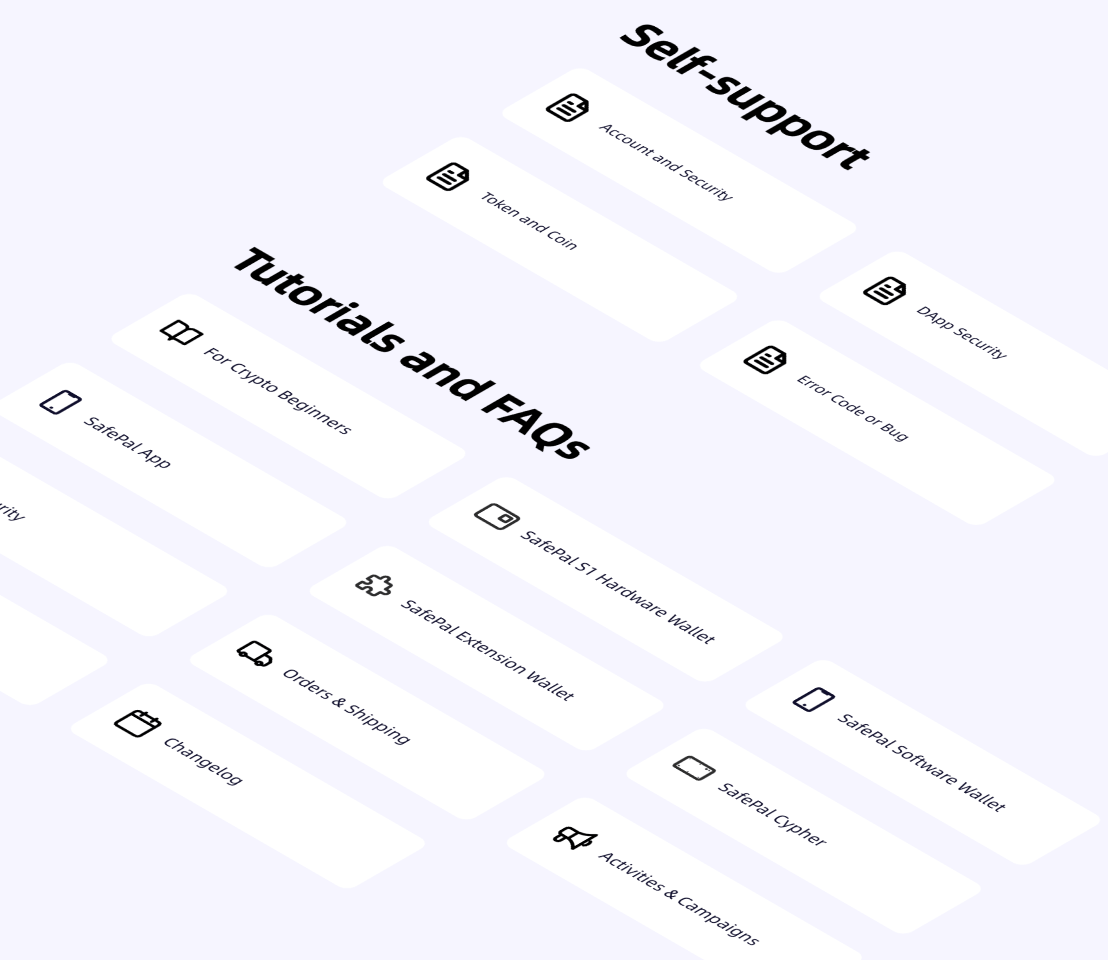 Self-support
Account and Security
DApp Security
Token and Coin
Error Code or Bug
Tutorials and FAQs
For Crypto Beginners
SafePal S1 Hardware Wallet
SafePal Software Wallet
SafePal App
SafePal Extension Wallet
SafePal Cypher
Orders & Shipping
Activities & Campaigns
Changelog